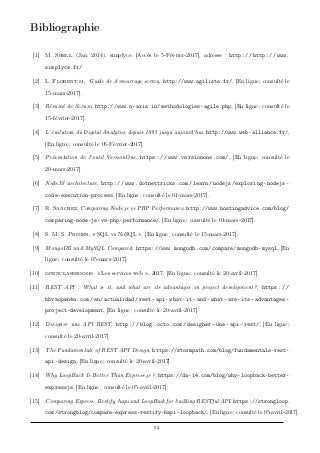 Bibliographie
[1] M. Shell (Jan. 2014). simplyce. [Accès le 5-Février-2017], adresse : http://http://www.
simplyce.fr/.
[2] L. Florent m, Guide de d emarrage scrum, http://www.agiliste.fr/, [En ligne; consulté le
15-mars-2017].
[3] Résumé de Scrum, http://www.n-axis.in/methodologies-agile.php, [En ligne ; consulté le
15-février-2017].
[4] L'évolution du Digital Analytics depuis 1993 jusqu'aujourd'hui, http://www.web-alliance.fr/,
[En ligne; consulté le 05-Février-2017].
[5] Présentation de l'outil VersionOne, https://www.versionone.com/, [En ligne; consulté le
20-mars-2017].
[6] NodeJS architecture, http://www.dotnettricks.com/learn/nodejs/exploring-nodejs-
code-execution-process, [En ligne; consulté le 01-mars-2017].
[7] R. Sanchez, Comparing Node js vs PHP Performance, http://www.hostingadvice.com/blog/
comparing-node-js-vs-php-performance/, [En ligne; consulté le 01-mars-2017].
[8] S. M. S. Primer, « SQL vs NoSQL », [En ligne; consulté le 15-mars-2017].
[9] MongoDB and MySQL Compared, https://www.mongodb.com/compare/mongodb-mysql, [En
ligne; consulté le 05-mars-2017].
[10] openclassrooms, « Les services web », 2017, [En ligne; consulté le 20-avril-2017].
[11] REST API : What is it, and what are its advantages in project development?, https://
bbvaopen4u.com/en/actualidad/rest-api-what-it-and-what-are-its-advantages-
project-development, [En ligne; consulté le 20-avril-2017].
[12] Designer une API REST, http://blog.octo.com/designer-une-api-rest/, [En ligne;
consulté le 20-avril-2017].
[13] The Fundamentals of REST API Design, https://stormpath.com/blog/fundamentals-rest-
api-design, [En ligne; consulté le 20-avril-2017].
[14] Why LoopBack Is Better Than Express.js ?, https://da-14.com/blog/why-loopback-better-
expressjs, [En ligne ; consulté le 05-avril-2017].
[15] Comparing Express, Restify, hapi and LoopBack for building RESTful API, https://strongloop.
com/strongblog/compare-express-restify-hapi-loopback/, [En ligne; consulté le 05-avril-2017].